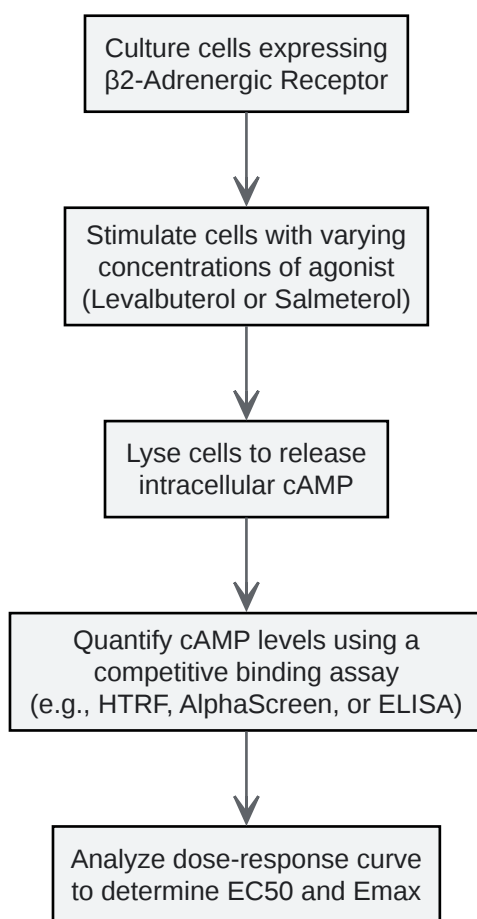 Culture cells expressing
β2-Adrenergic Receptor
Stimulate cells with varying
concentrations of agonist
(Levalbuterol or Salmeterol)
Lyse cells to release
intracellular cAMP
Quantify cAMP levels using a
competitive binding assay
(e.g., HTRF, AlphaScreen, or ELISA)
Analyze dose-response curve
to determine EC50 and Emax